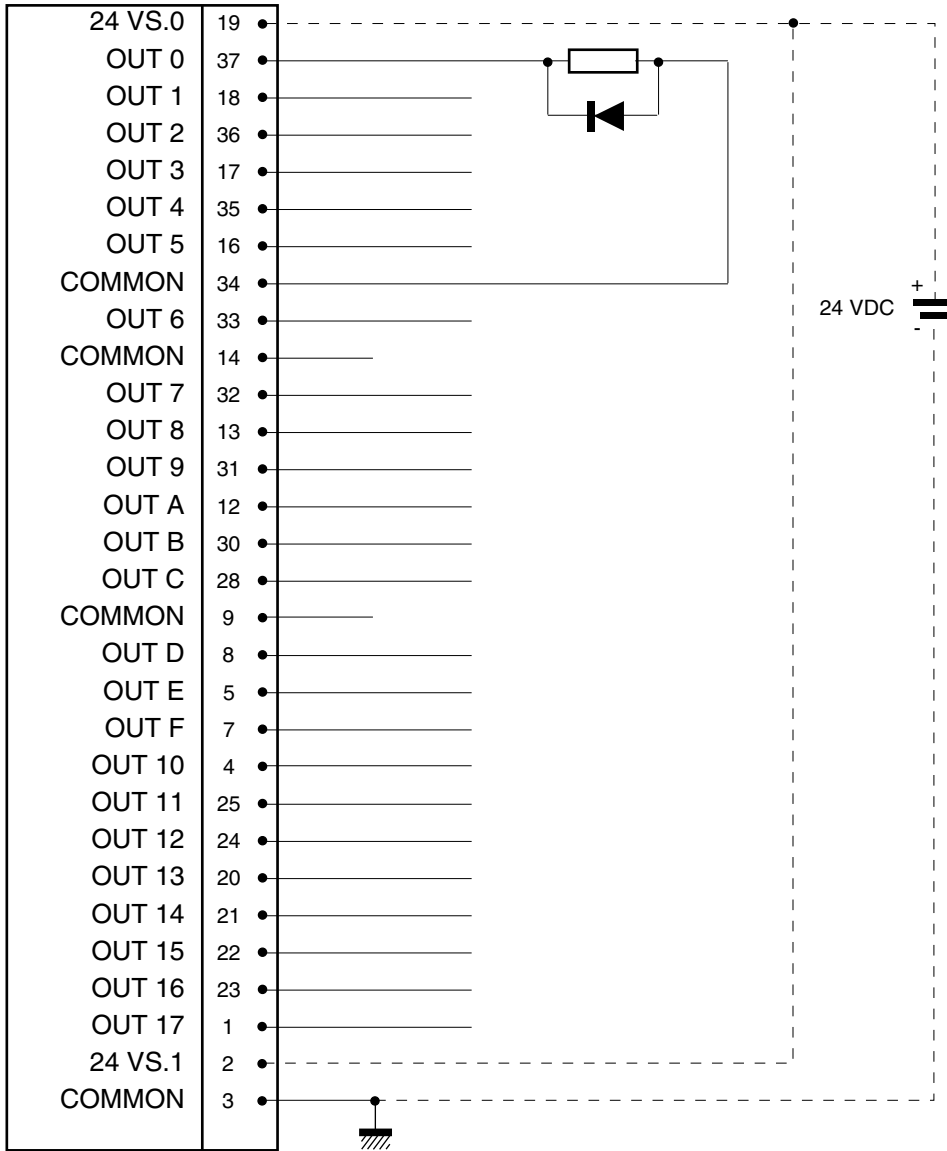 24 VS.0 19
OUT 0 37
OUT 1 18
OUT 2 36
OUT 3 17
OUT 4 35
OUT 5 16
COMMON 34
OUT 6 33
COMMON 14
OUT 7 32
OUT 8 13
OUT 9 31
OUT A 12
OUT B 30
OUT C 28
COMMON 9
OUT D 8
OUT E 5
OUT F 7
OUT 10 4
OUT 11 25
OUT 12 24
OUT 13 20
OUT 14 21
OUT 15 22
OUT 16 23
OUT 17 1
24 VS.1 2
COMMON 3
+
24 VDC
-